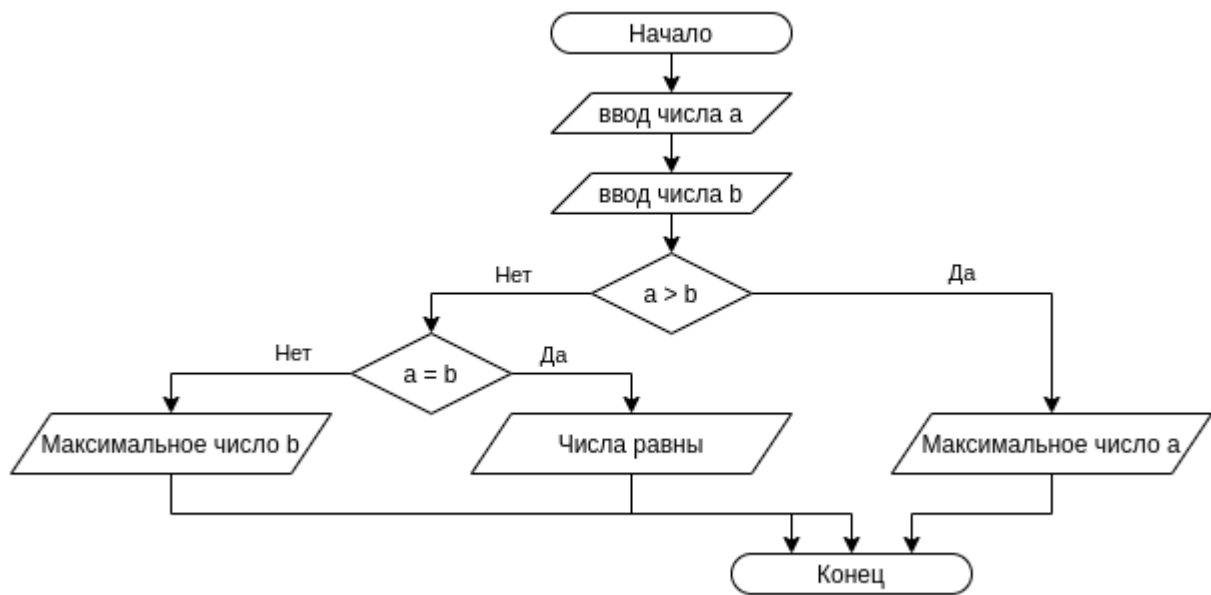 Начало
ввод числа a
ввод числа b
a > b
Нет
Да
a = b
Нет
Да
Максимальное число b
Числа равны
Максимальное число a
Конец